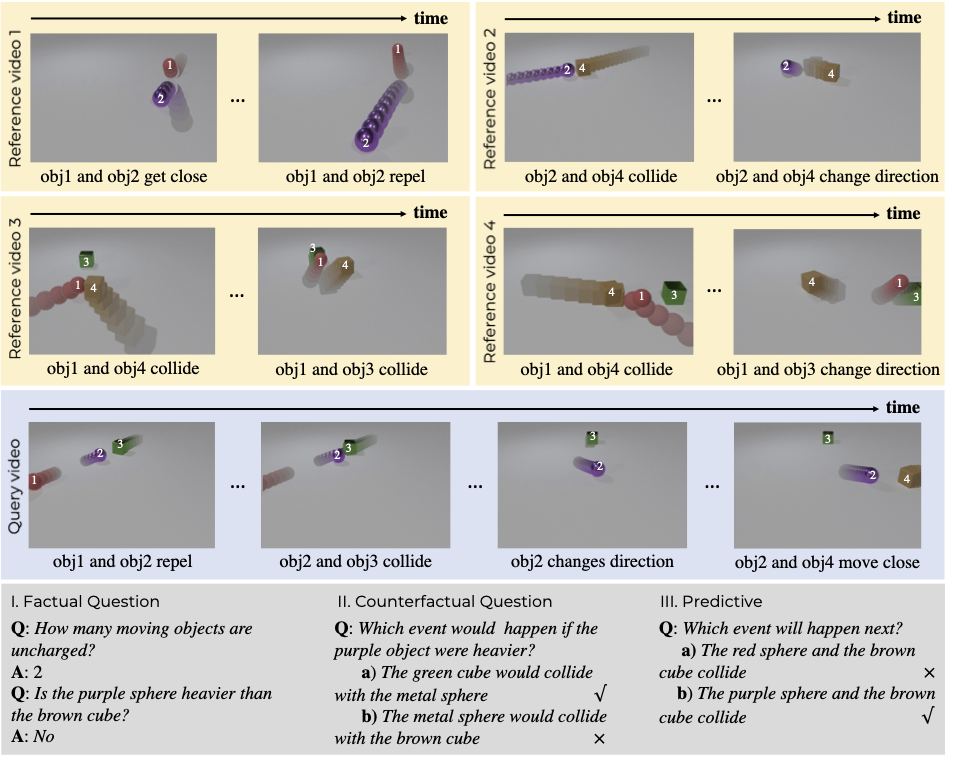 Reference video 1
time
1
2
...
1
2
obj1 and obj2 get close
obj1 and obj2 repel
Reference video 2
time
2
4
...
2
4
obj2 and obj4 collide
obj2 and obj4 change direction
Reference video 3
time
3
1
4
...
3
1
4
obj1 and obj4 collide
obj1 and obj3 collide
Reference video 4
time
4
1
3
...
4
1
3
obj1 and obj4 collide
obj1 and obj3 change direction
Query video
time
1
2
3
...
2
3
...
3
2
...
3
2
4
obj1 and obj2 repel
obj2 and obj3 collide
obj2 changes direction
obj2 and obj4 move close
I. Factual Question
Q: How many moving objects are
uncharged?
A: 2
Q: Is the purple sphere heavier than
the brown cube?
A: No
II. Counterfactual Question
Q: Which event would happen if the
purple object were heavier?
a) The green cube would collide
with the metal sphere √
b) The metal sphere would collide
with the brown cube ×
III. Predictive
Q: Which event will happen next?
a) The red sphere and the brown
cube collide ×
b) The purple sphere and the brown
cube collide √